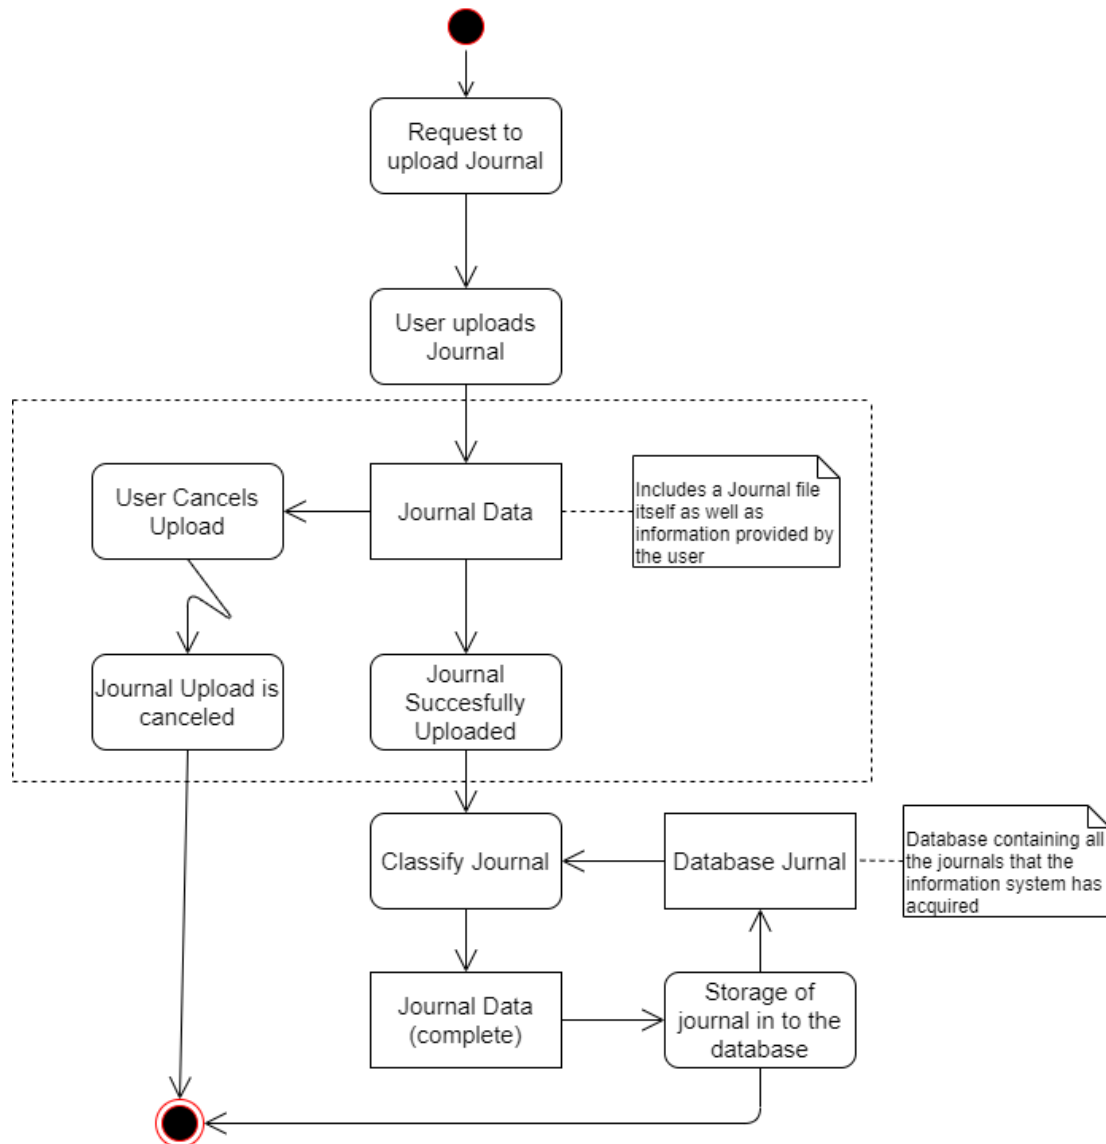 Request to
upload Journal
User uploads
Journal
User Cancels
Upload
Journal Data
Includes a Journal file
itself as well as
information provided by
the user
Journal Upload is
canceled
Journal
Succesfully
Uploaded
Classify Journal
Database Jurnal
Database containing all
the journals that the
information system has
acquired
Journal Data
(complete)
Storage of
journal in to the
database